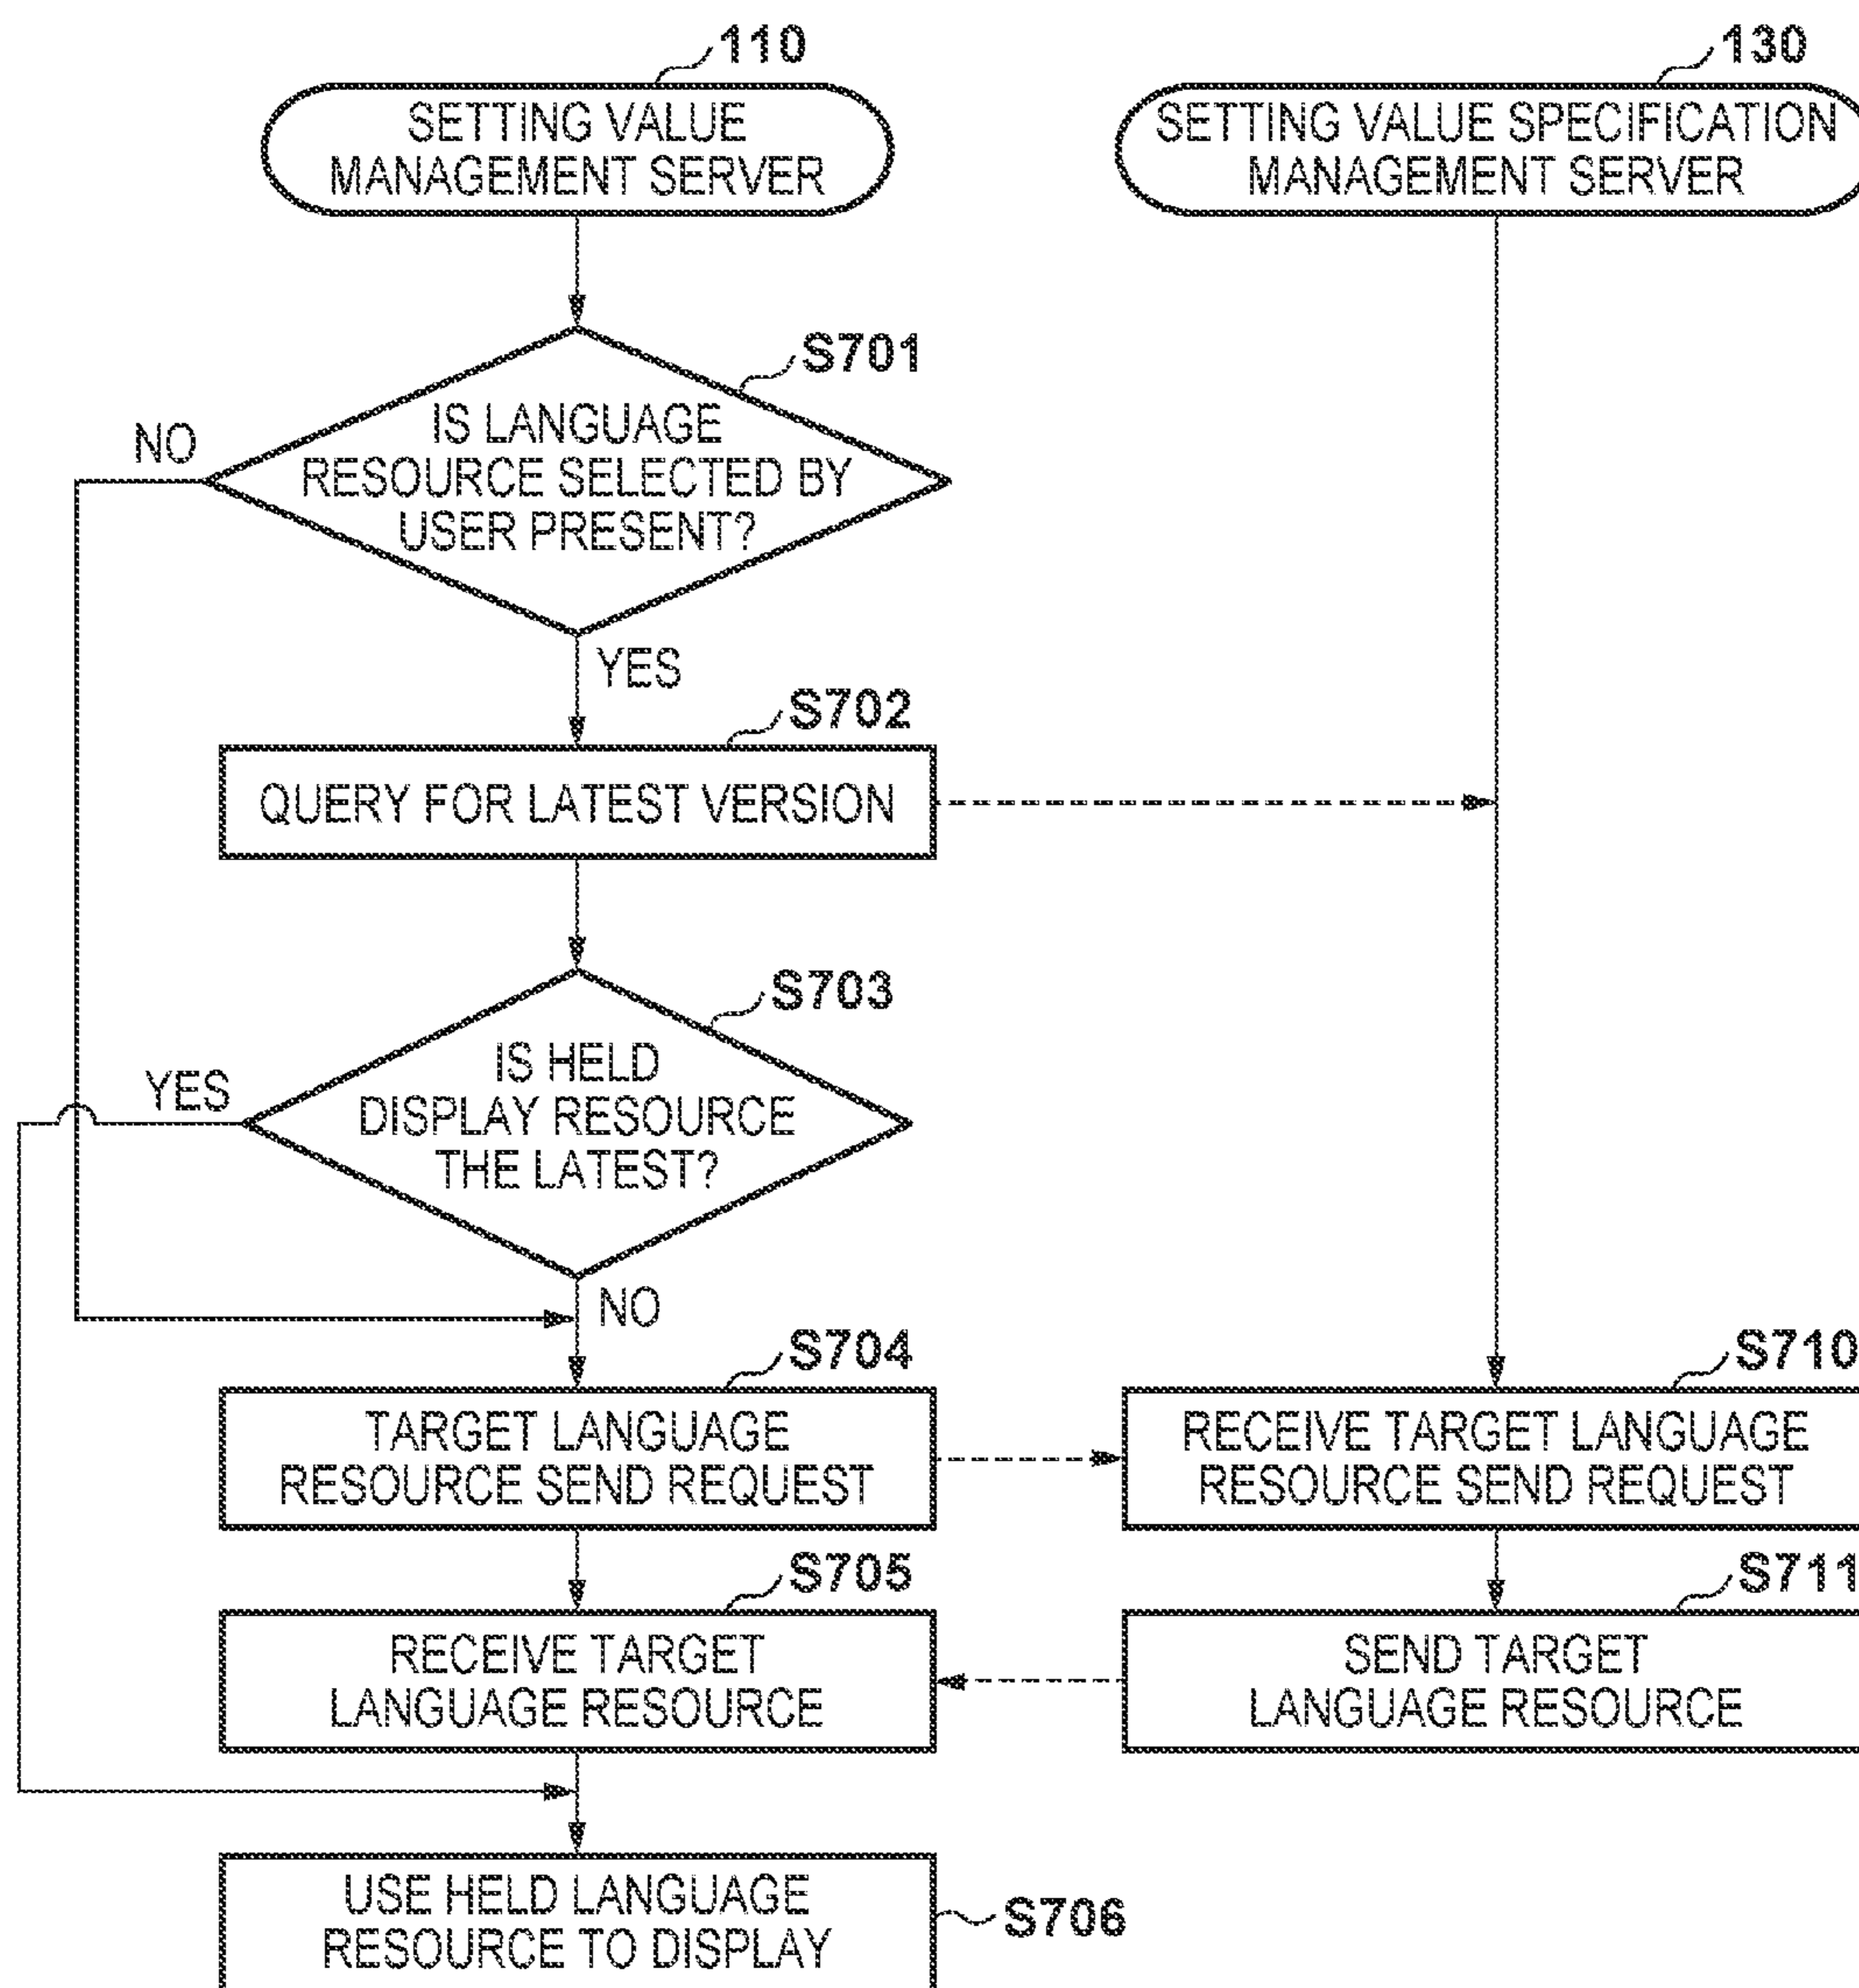 110
SETTING VALUE
MANAGEMENT SERVER
130
SETTING VALUE SPECIFICATION
MANAGEMENT SERVER
S701
IS LANGUAGE
RESOURCE SELECTED BY
USER PRESENT?
NO
YES
S702
QUERY FOR LATEST VERSION
S703
IS HELD
DISPLAY RESOURCE
THE LATEST?
YES
NO
S704
TARGET LANGUAGE
RESOURCE SEND REQUEST
S710
RECEIVE TARGET LANGUAGE
RESOURCE SEND REQUEST
S705
RECEIVE TARGET
LANGUAGE RESOURCE
S711
SEND TARGET
LANGUAGE RESOURCE
USE HELD LANGUAGE
RESOURCE TO DISPLAY
S706